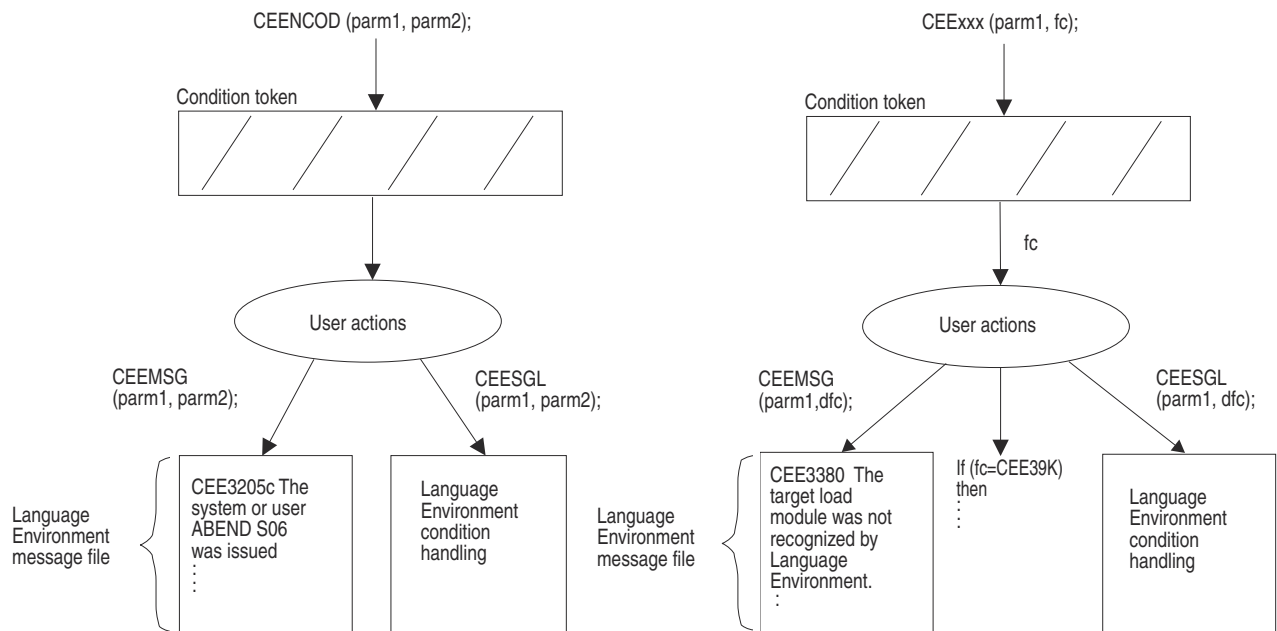 CEENCOD (parm1, parm2);
Condition token
User actions
CEEMSG
(parm1, parm2);
CEESGL
(parm1, parm2);
Language
Environment
message file
CEE3205c The
system or user
ABEND S06
was issued
Language
Environment
condition
handling
CEExxx (parm1, fc);
Condition token
fc
User actions
CEEMSG
(parm1,dfc);
CEESGL
(parm1, dfc);
Language
Environment
message file
CEE3380 The
target load
module was not
recognized by
Language
Environment.
If (fc=CEE39K)
then
Language
Environment
condition
handling